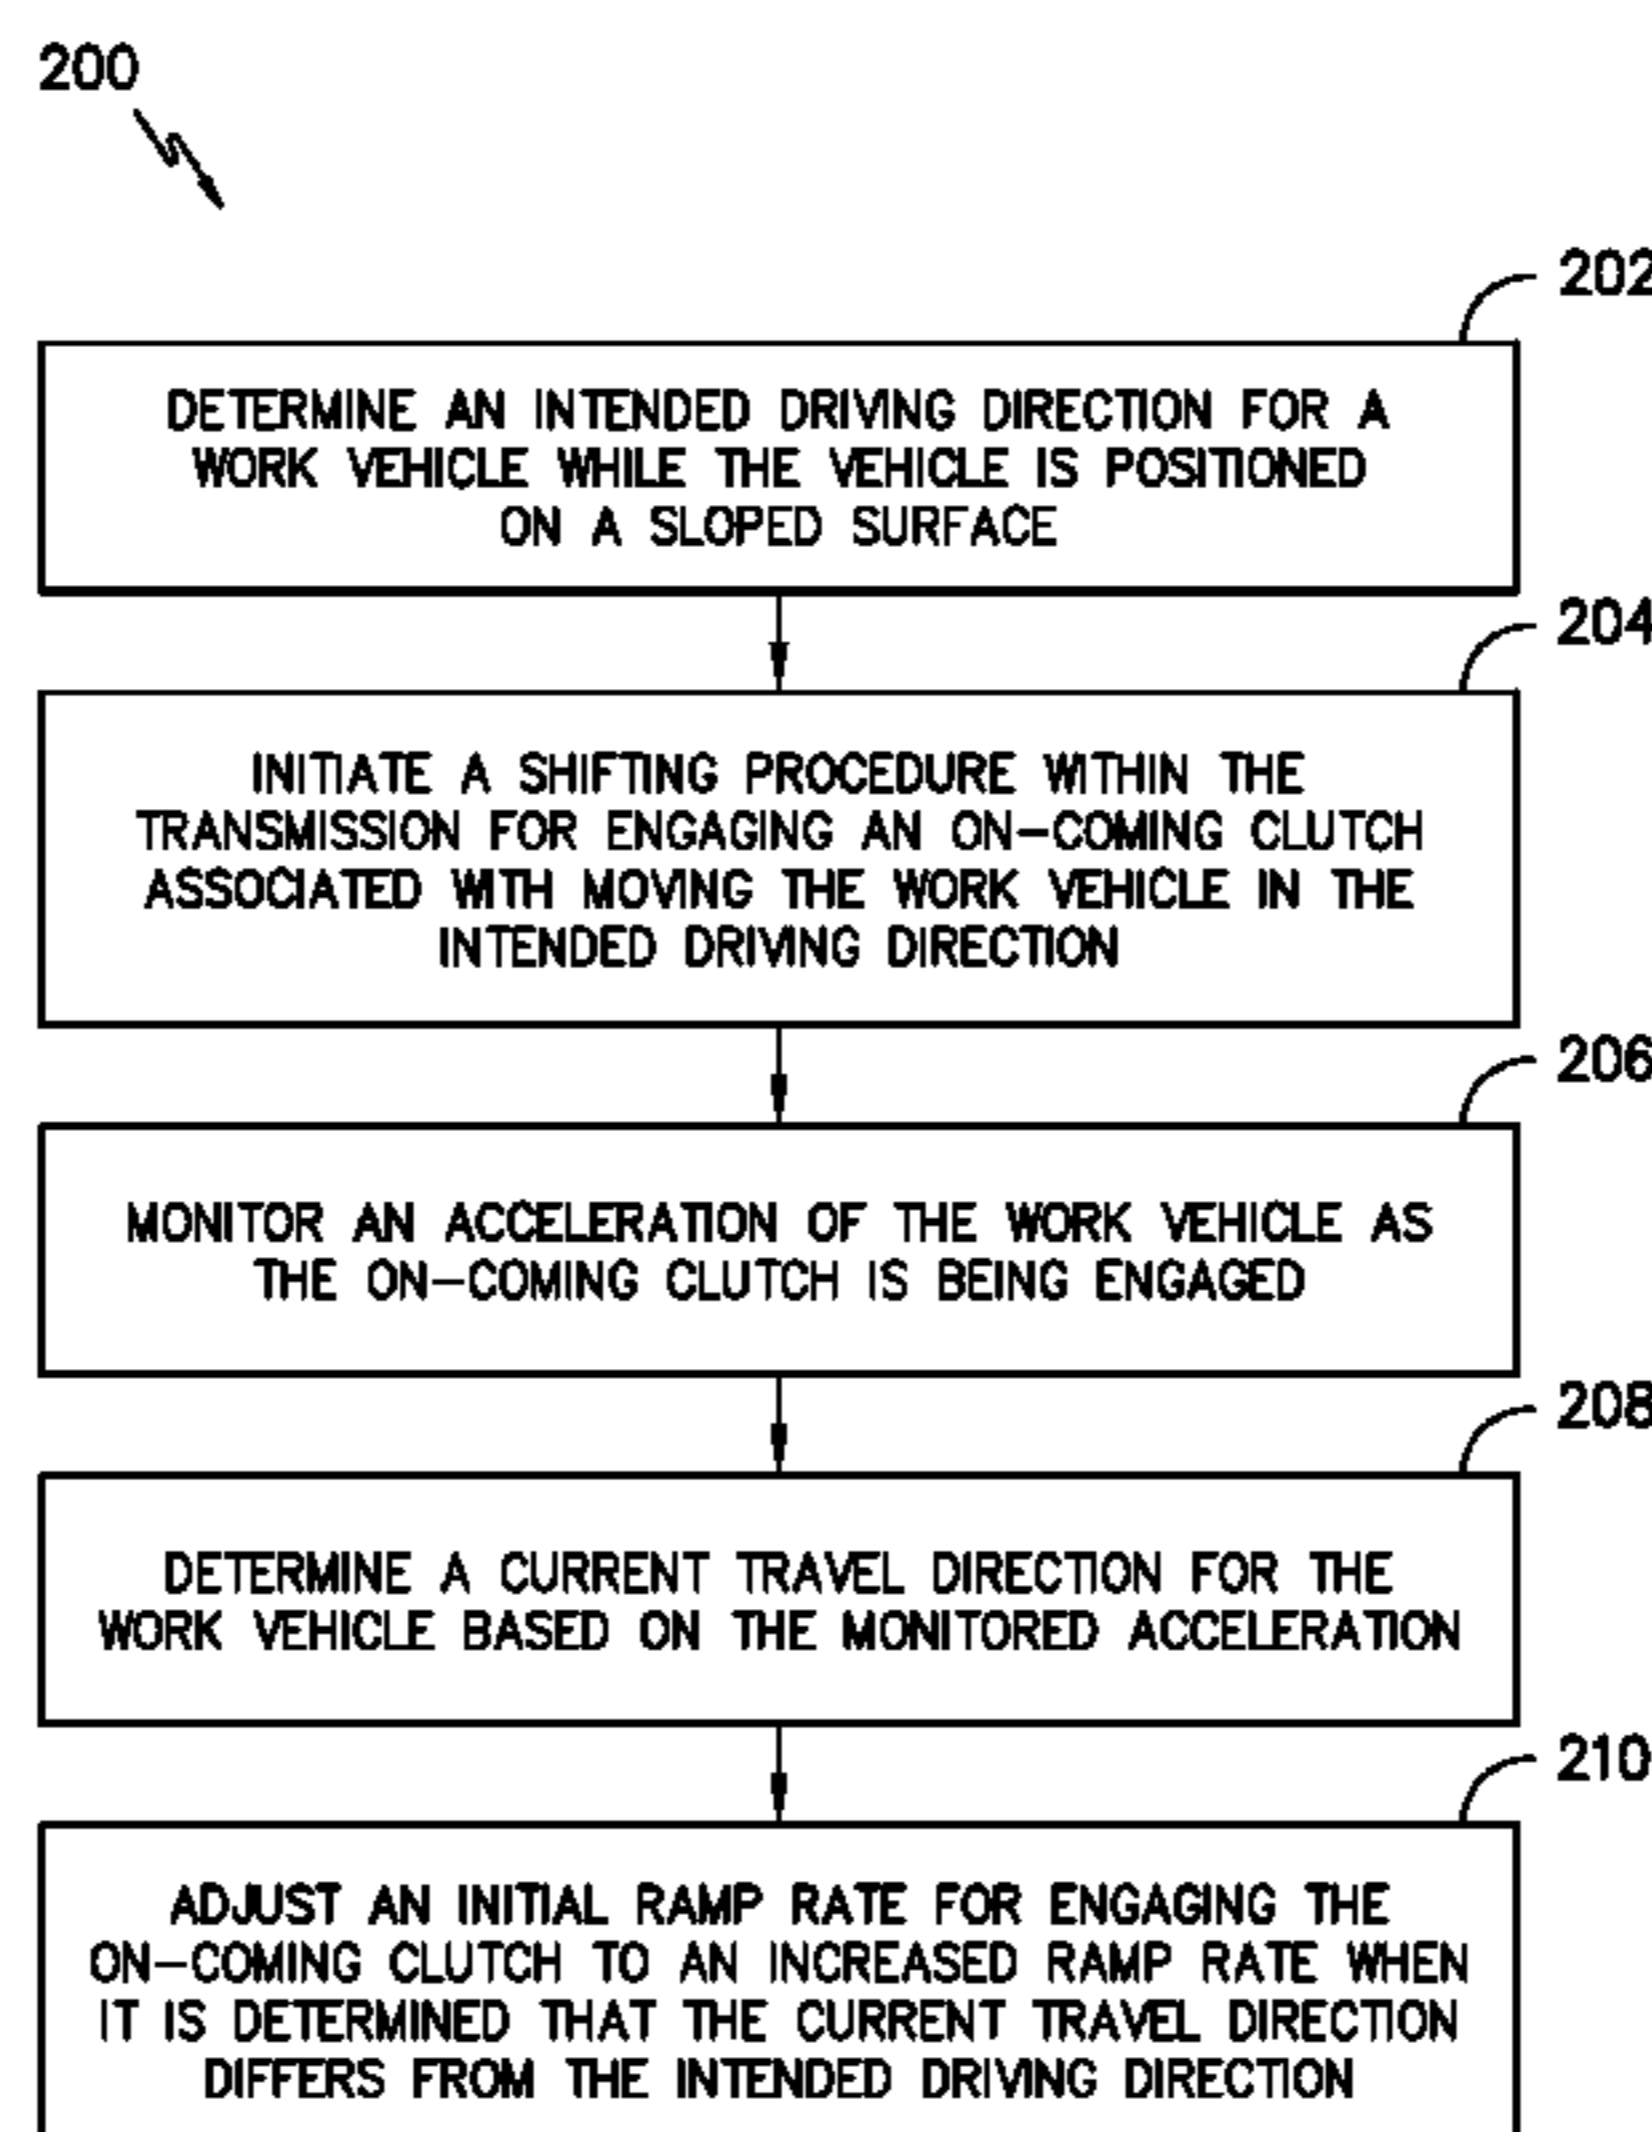 200
202
DETERMINE AN INTENDED DRIVING DIRECTION FOR A
WORK VEHICLE WHILE THE VEHICLE IS POSITIONED
ON A SLOPED SURFACE
204
INITIATE A SHIFTING PROCEDURE WITHIN THE
TRANSMISSION FOR ENGAGING AN ON-COMING CLUTCH
ASSOCIATED WITH MOVING THE WORK VEHICLE IN THE
INTENDED DRIVING DIRECTION
206
MONITOR AN ACCELERATION OF THE WORK VEHICLE AS
THE ON-COMING CLUTCH IS BEING ENGAGED
208
DETERMINE A CURRENT TRAVEL DIRECTION FOR THE
WORK VEHICLE BASED ON THE MONITORED ACCELERATION
210
ADJUST AN INITIAL RAMP RATE FOR ENGAGING THE
ON-COMING CLUTCH TO AN INCREASED RAMP RATE WHEN
IT IS DETERMINED THAT THE CURRENT TRAVEL DIRECTION
DIFFERS FROM THE INTENDED DRIVING DIRECTION